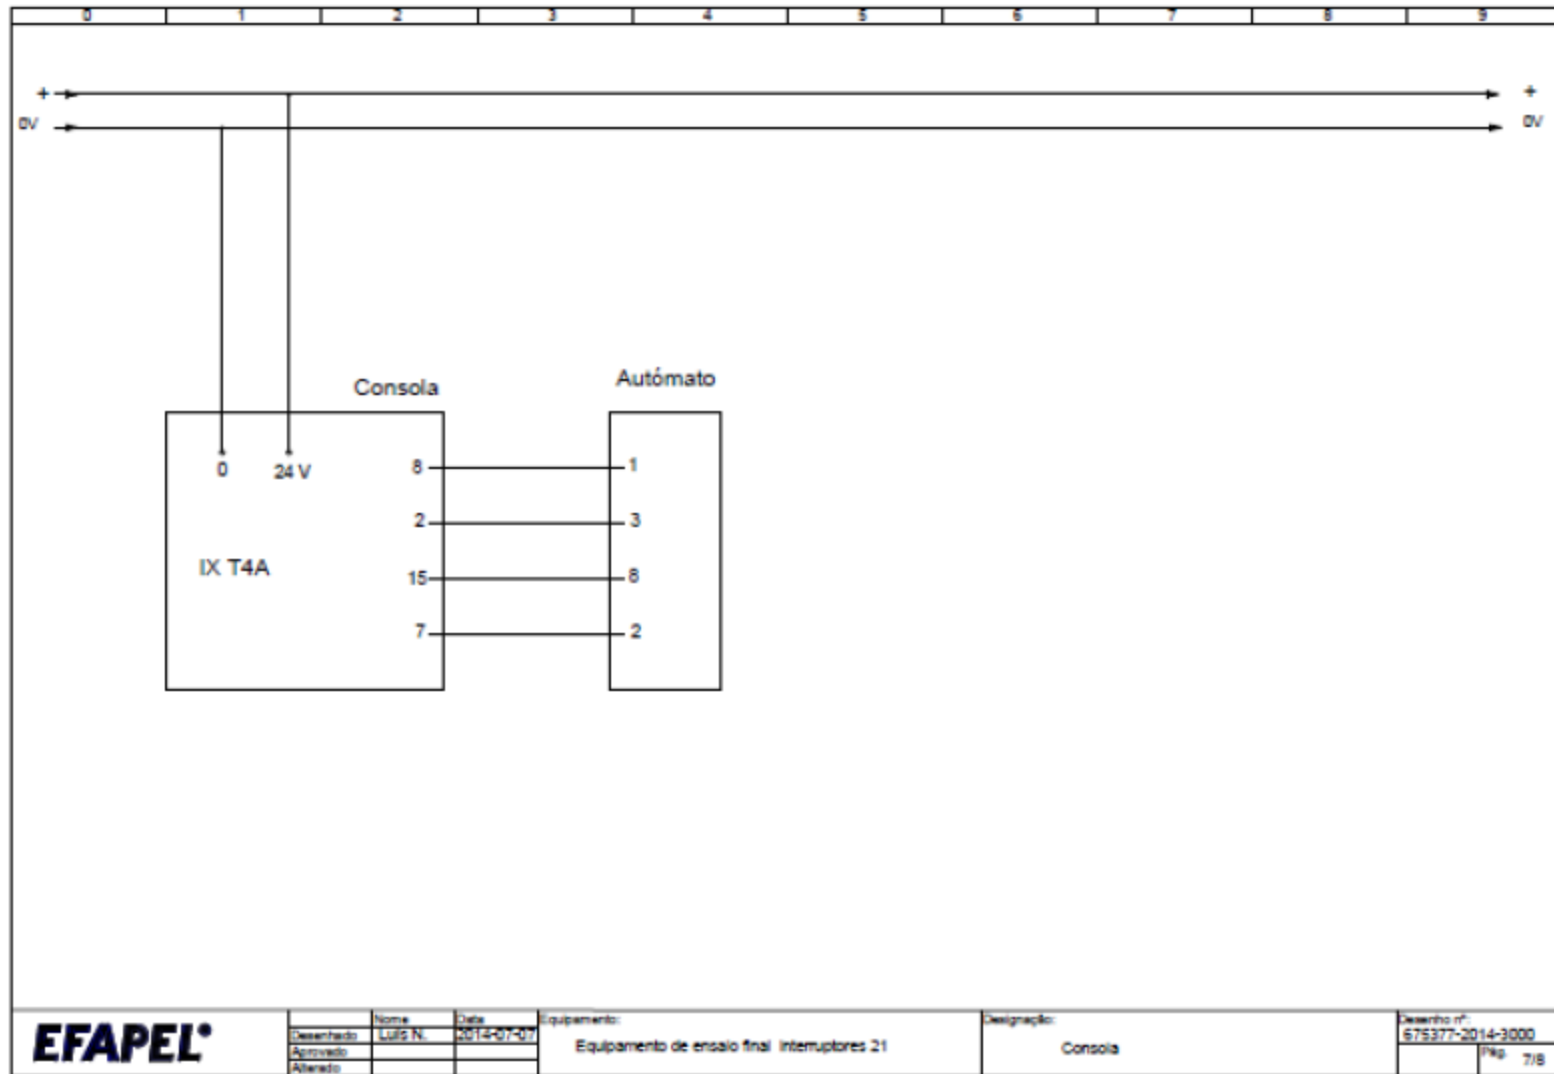 0 1 2 3 4 5 6 7 8 9
+ +
0V 0V
Consola Autómato
0 24 V
8 1
2 3
IX T4A
15 8
7 2
EFAPEL®
Nome Data
Desenhado Luís N. 2014-07-07
Aprovado
Alterado
Equipamento:
Equipamento de ensaio final Interruptores 21
Designação:
Consola
Desenho nº:
675377-2014-3000
Pág. 7/8